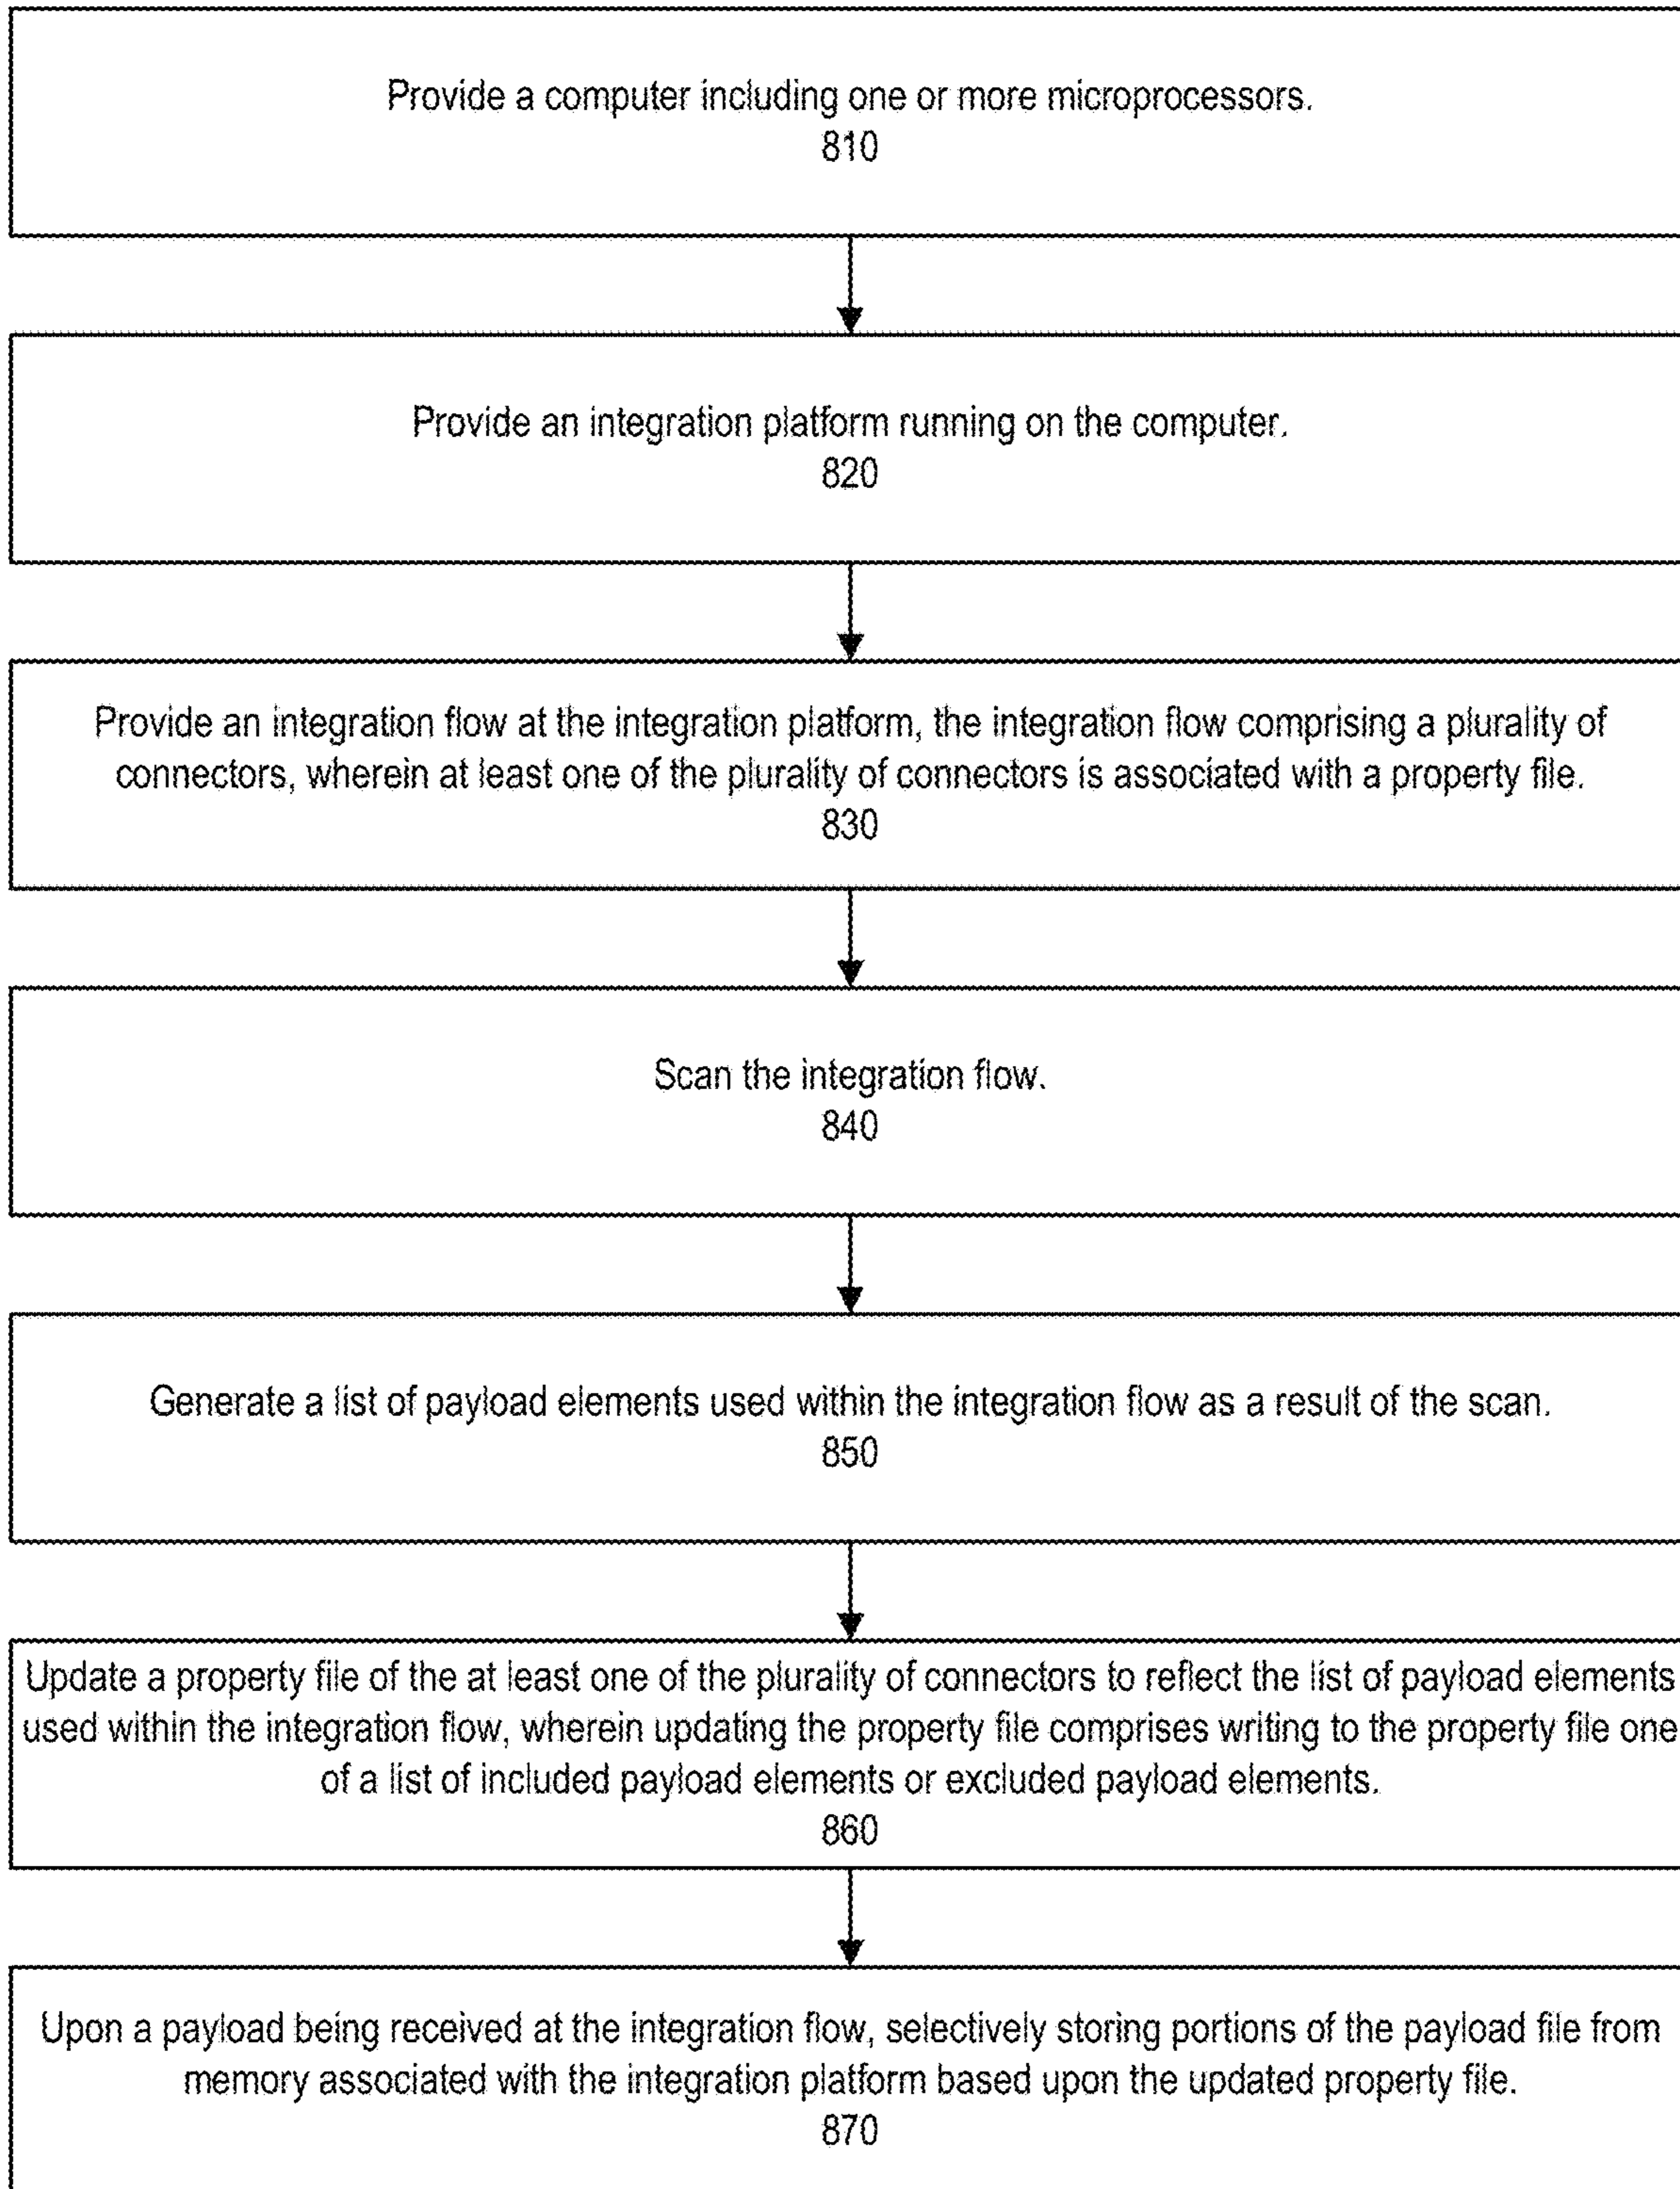 Provide a computer including one or more microprocessors.
810
Provide an integration platform running on the computer.
820
Provide an integration flow at the integration platform, the integration flow comprising a plurality of
connectors, wherein at least one of the plurality of connectors is associated with a property file.
830
Scan the integration flow.
840
Generate a list of payload elements used within the integration flow as a result of the scan.
850
Update a property file of the at least one of the plurality of connectors to reflect the list of payload elements
used within the integration flow, wherein updating the property file comprises writing to the property file one
of a list of included payload elements or excluded payload elements.
860
Upon a payload being received at the integration flow, selectively storing portions of the payload file from
memory associated with the integration platform based upon the updated property file.
870